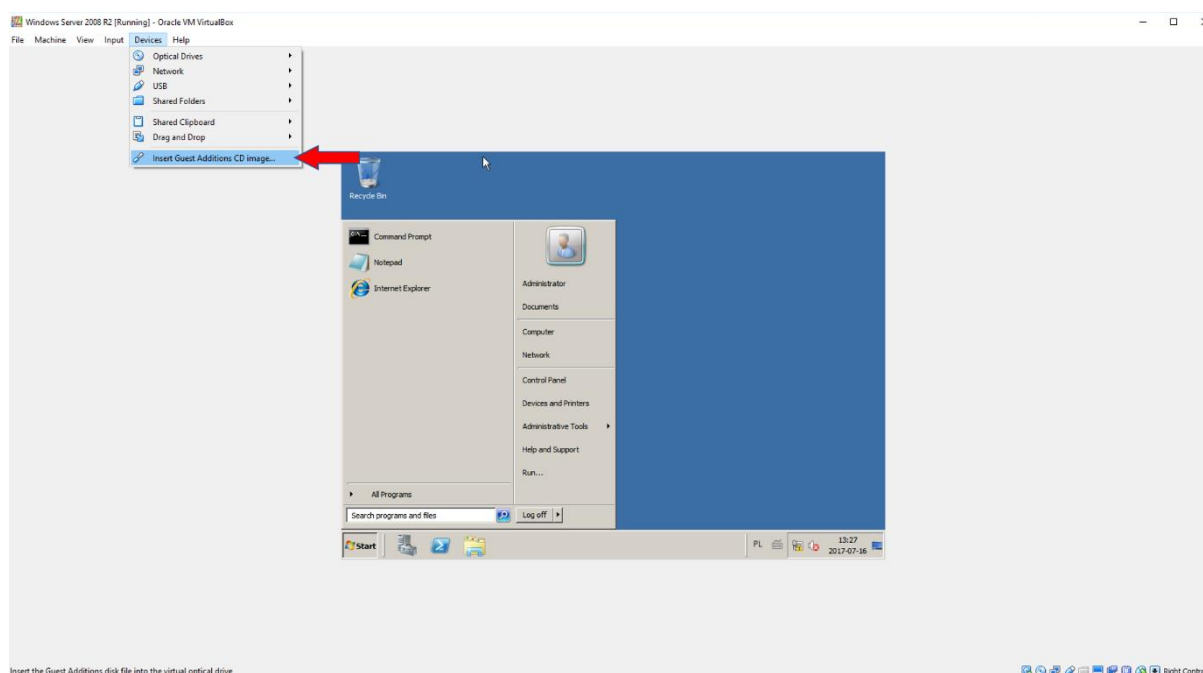 Windows Server 2008 R2 [Running] - Oracle VM VirtualBox
File Machine View Input Devices Help
Optical Drives
Network
USB
Shared Folders
Shared Clipboard
Drag and Drop
Insert Guest Additions CD image...
Recycle Bin
Command Prompt
Notepad
Internet Explorer
All Programs
Search programs and files
Administrator
Documents
Computer
Network
Control Panel
Devices and Printers
Administrative Tools
Help and Support
Run...
Log off
Start
PL
13:27
2017-07-16
Insert the Guest Additions disk file into the virtual optical drive
Right Contr